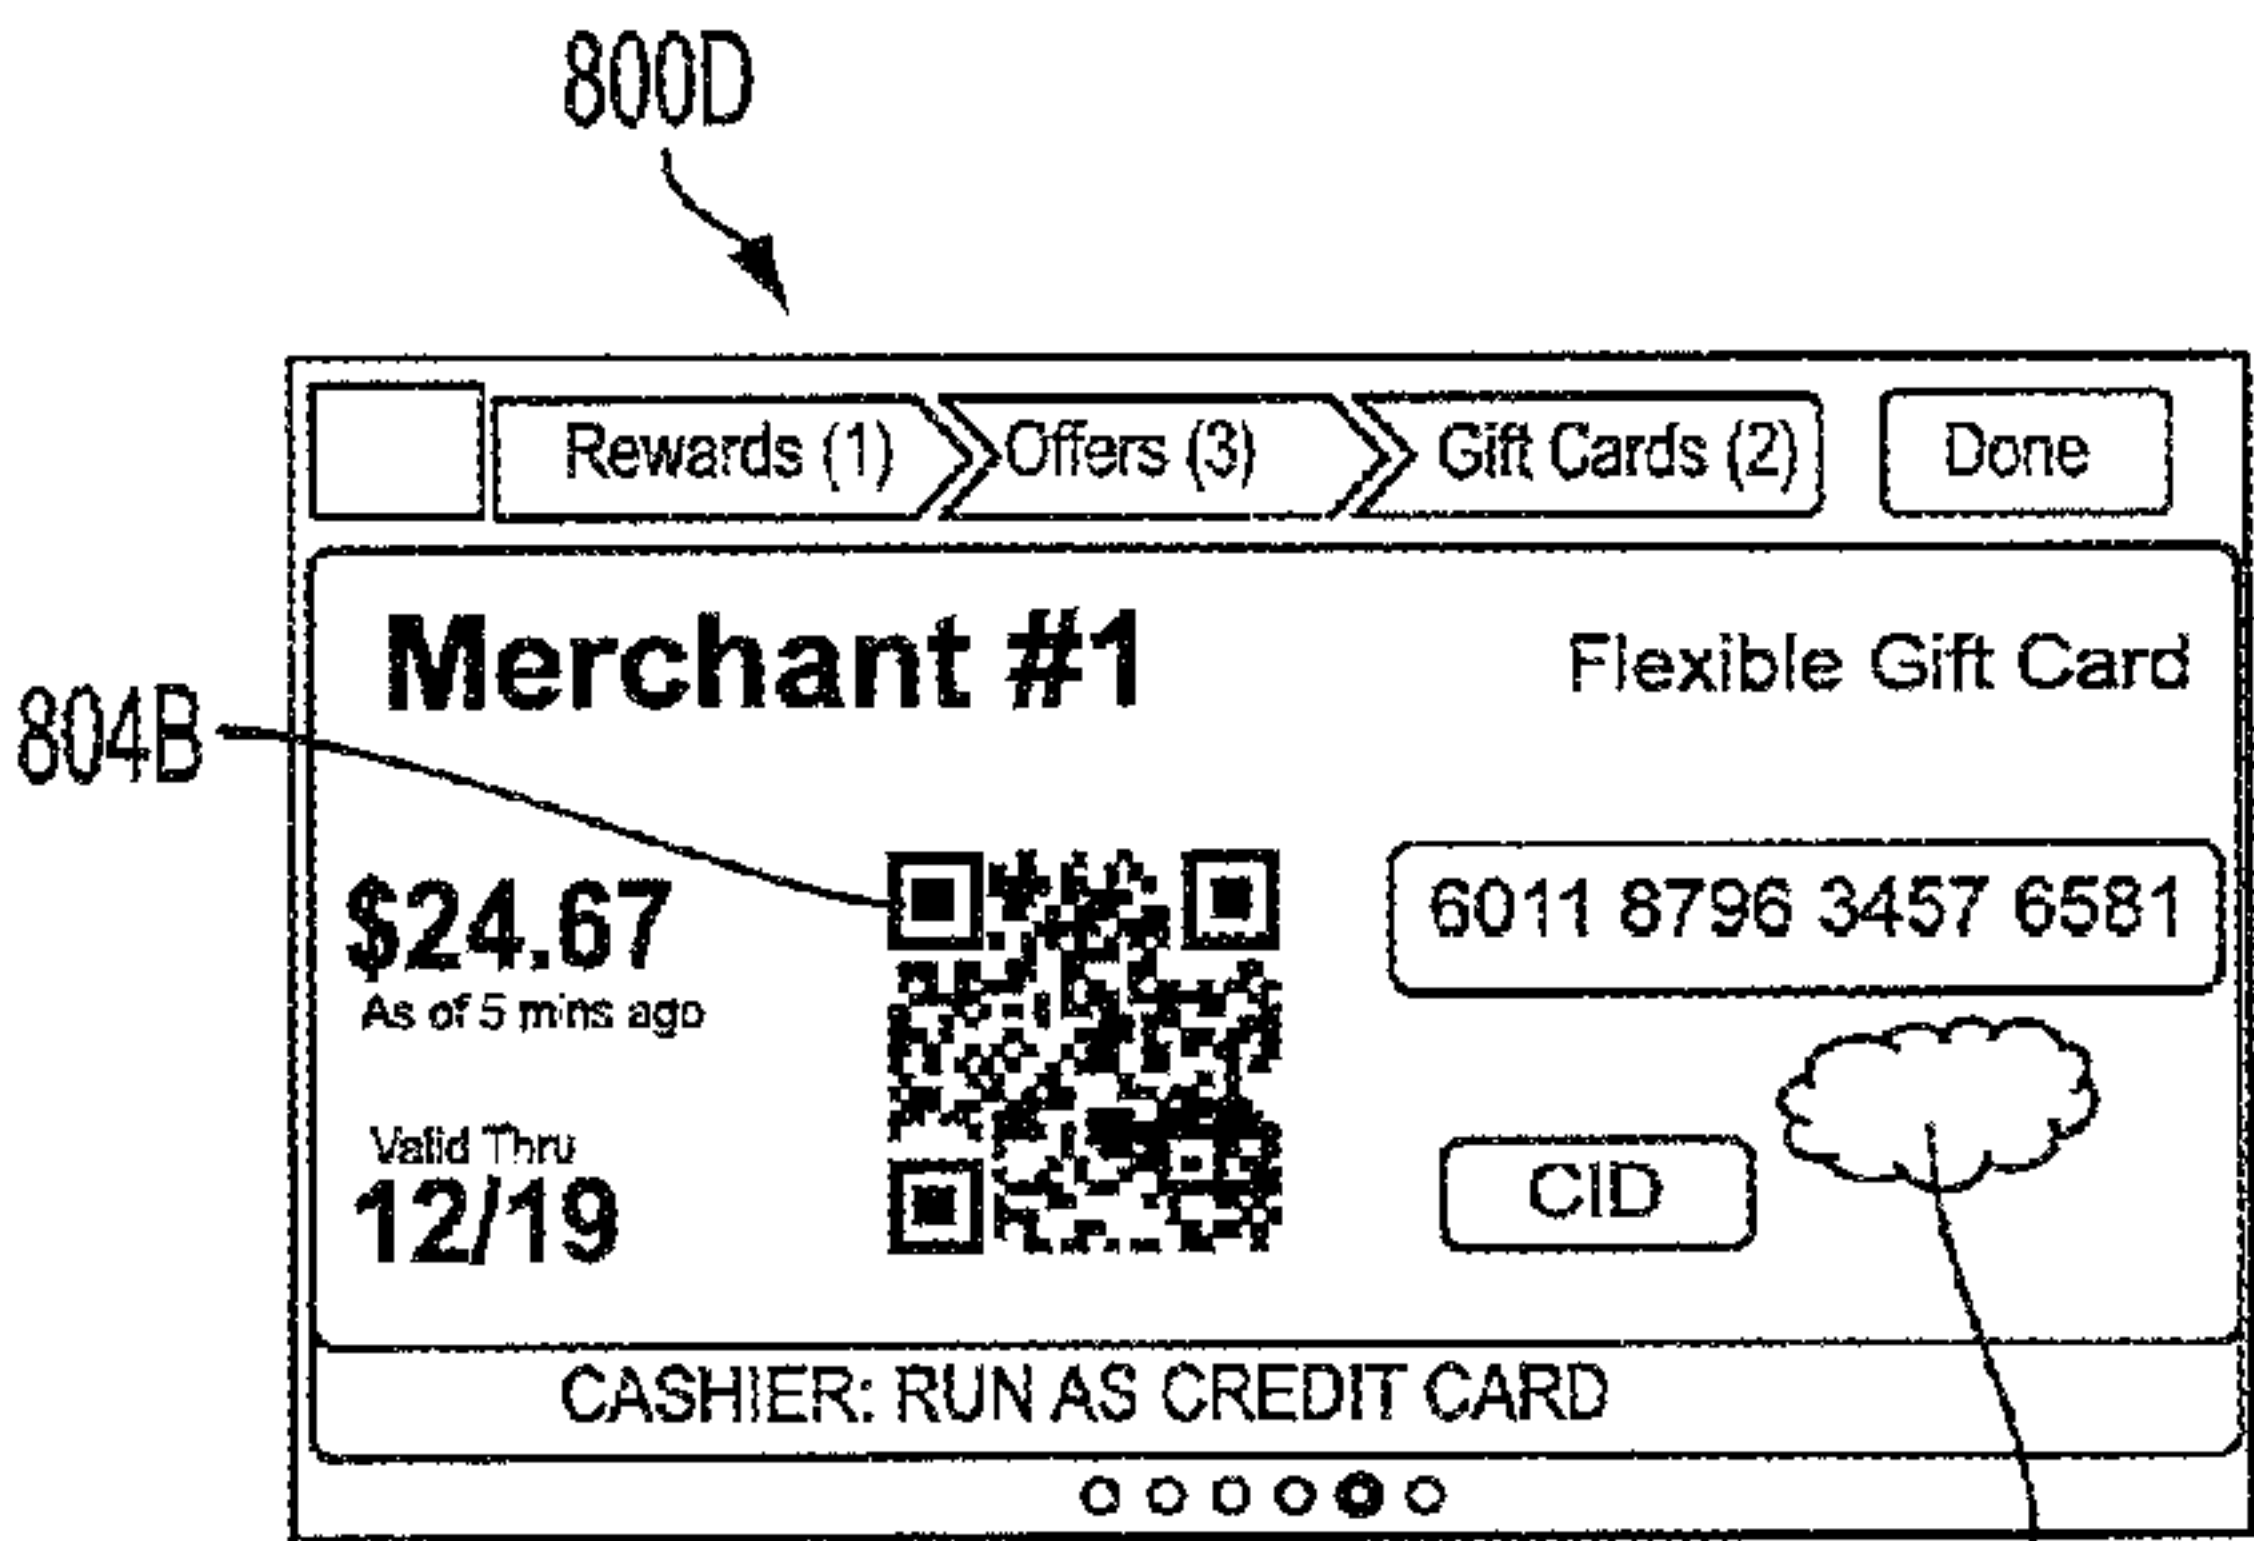 800D
Rewards (1) Offers (3) Gift Cards (2) Done
Merchant #1 Flexible Gift Card
804B
$24.67 6011 8796 3457 6581
As of 5 mins ago
Valid Thru
12/19 CID
CASHIER: RUN AS CREDIT CARD